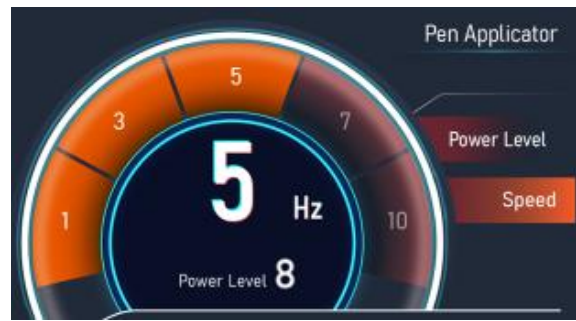 Pen Applicator
5
3
7
Power Level
5 Hz
Speed
1
10
Power Level 8